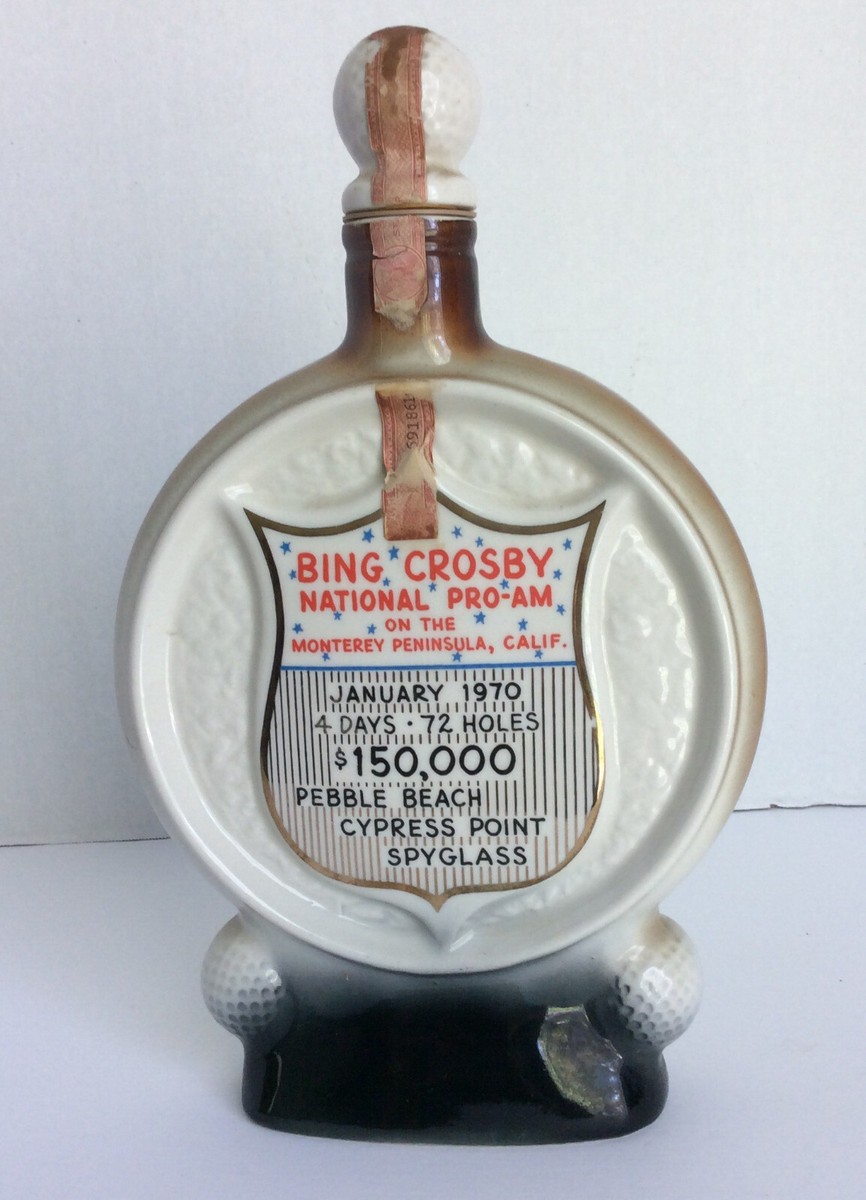 BING CROSBY
NATIONAL PRO-AM
ON THE
MONTEREY PENINSULA, CALIF.
JANUARY 1970
4 DAYS · 72 HOLES
$150,000
PEBBLE BEACH
CYPRESS POINT
SPYGLASS